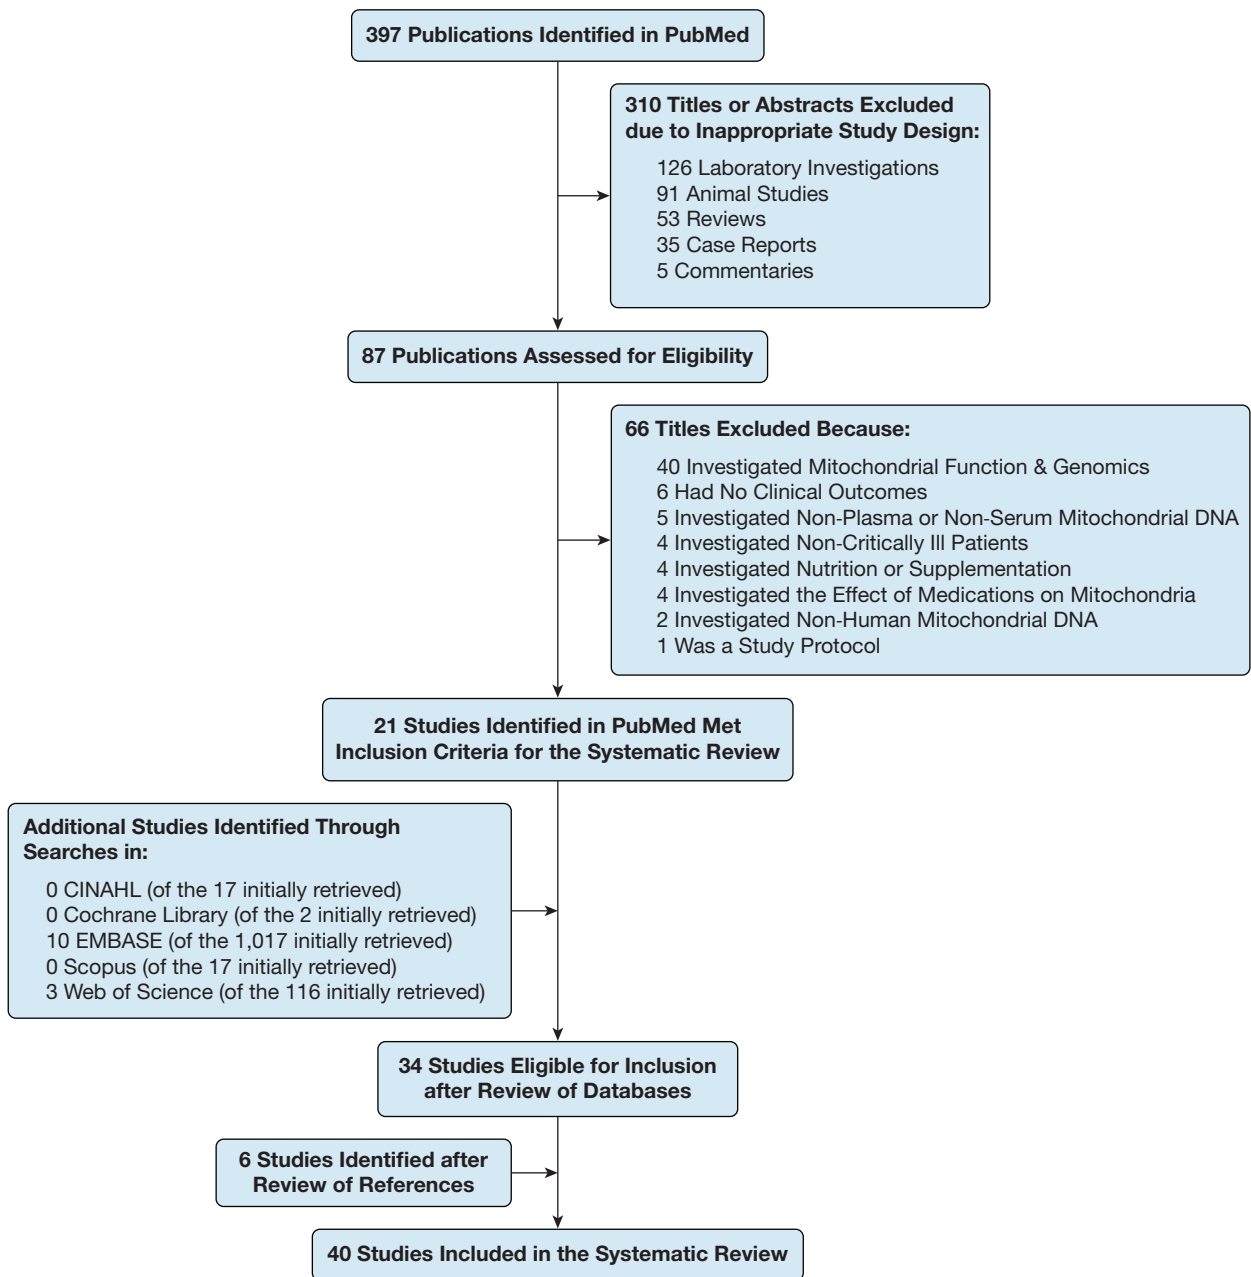 397 Publications Identified in PubMed
310 Titles or Abstracts Excluded
due to Inappropriate Study Design:
126 Laboratory Investigations
91 Animal Studies
53 Reviews
35 Case Reports
5 Commentaries
87 Publications Assessed for Eligibility
66 Titles Excluded Because:
40 Investigated Mitochondrial Function & Genomics
6 Had No Clinical Outcomes
5 Investigated Non-Plasma or Non-Serum Mitochondrial DNA
4 Investigated Non-Critically Ill Patients
4 Investigated Nutrition or Supplementation
4 Investigated the Effect of Medications on Mitochondria
2 Investigated Non-Human Mitochondrial DNA
1 Was a Study Protocol
21 Studies Identified in PubMed Met
Inclusion Criteria for the Systematic Review
Additional Studies Identified Through
Searches in:
0 CINAHL (of the 17 initially retrieved)
0 Cochrane Library (of the 2 initially retrieved)
10 EMBASE (of the 1,017 initially retrieved)
0 Scopus (of the 17 initially retrieved)
3 Web of Science (of the 116 initially retrieved)
34 Studies Eligible for Inclusion
after Review of Databases
6 Studies Identified after
Review of References
40 Studies Included in the Systematic Review